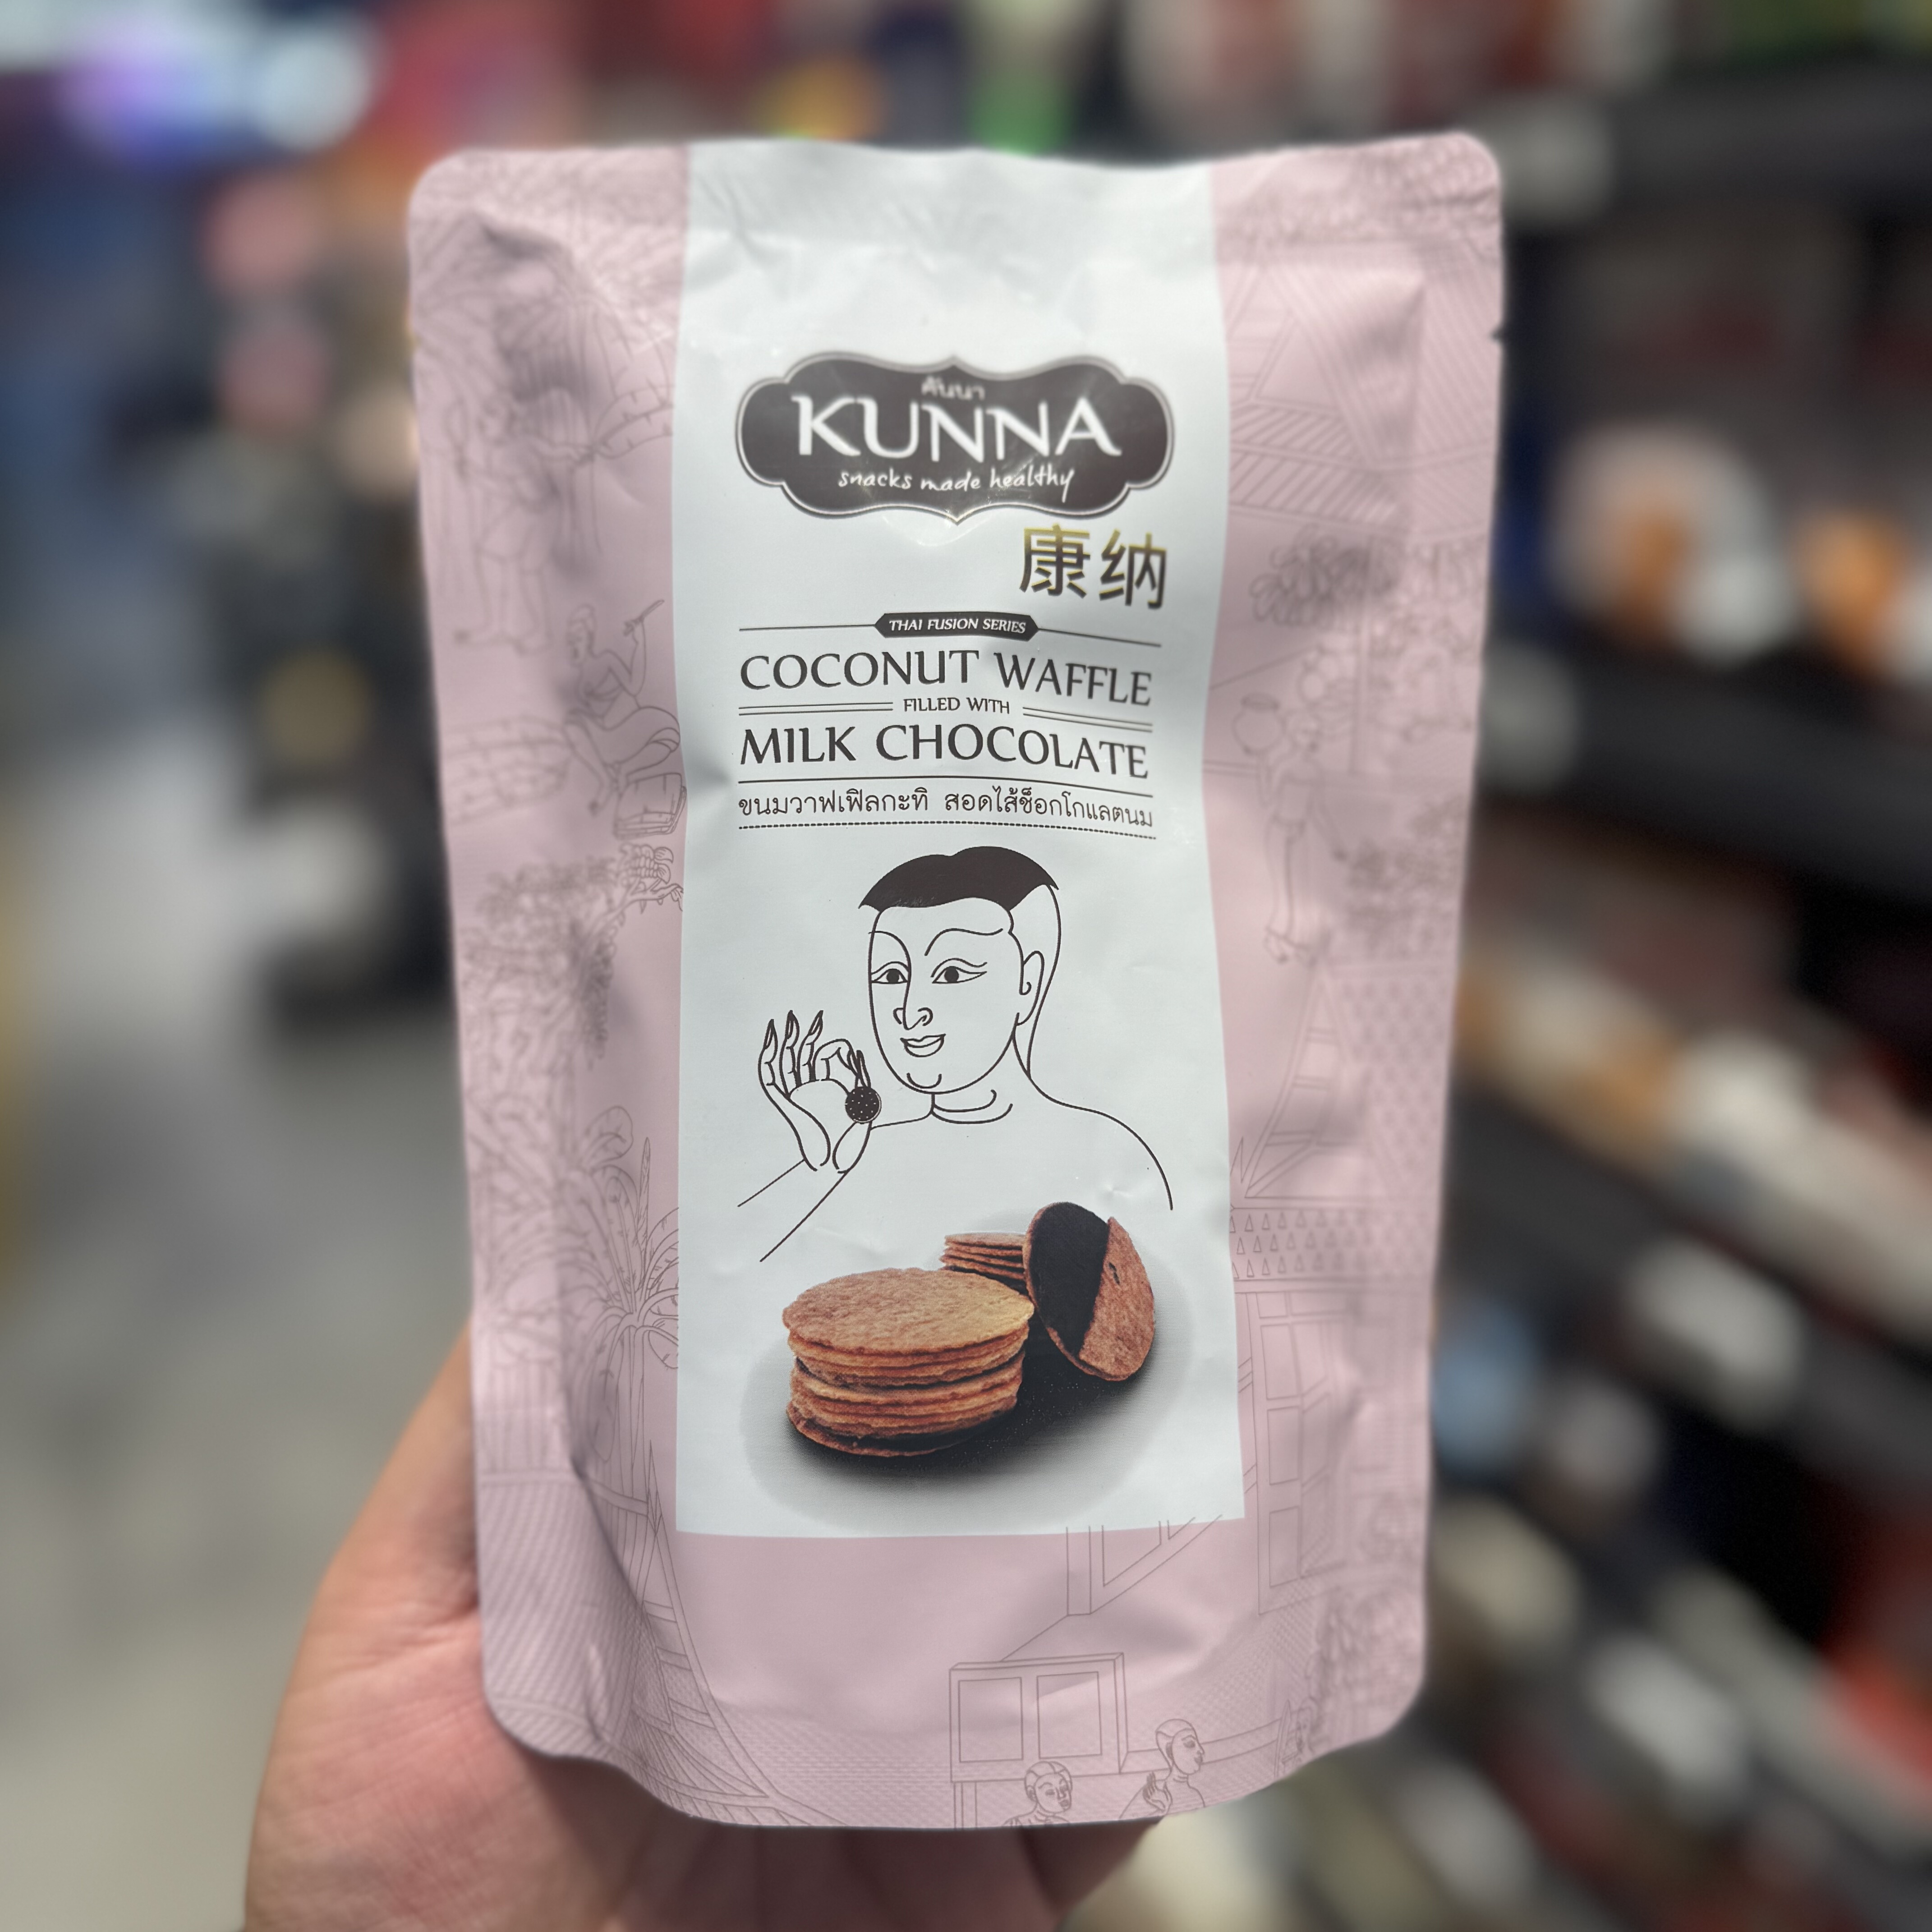 คันนา
KUNNA
snacks made healthy
康纳
THAI FUSION SERIES
COCONUT WAFFLE
FILLED WITH
MILK CHOCOLATE
ขนมวาฟเฟิลกะทิ สอดไส้ช็อกโกแลตนม